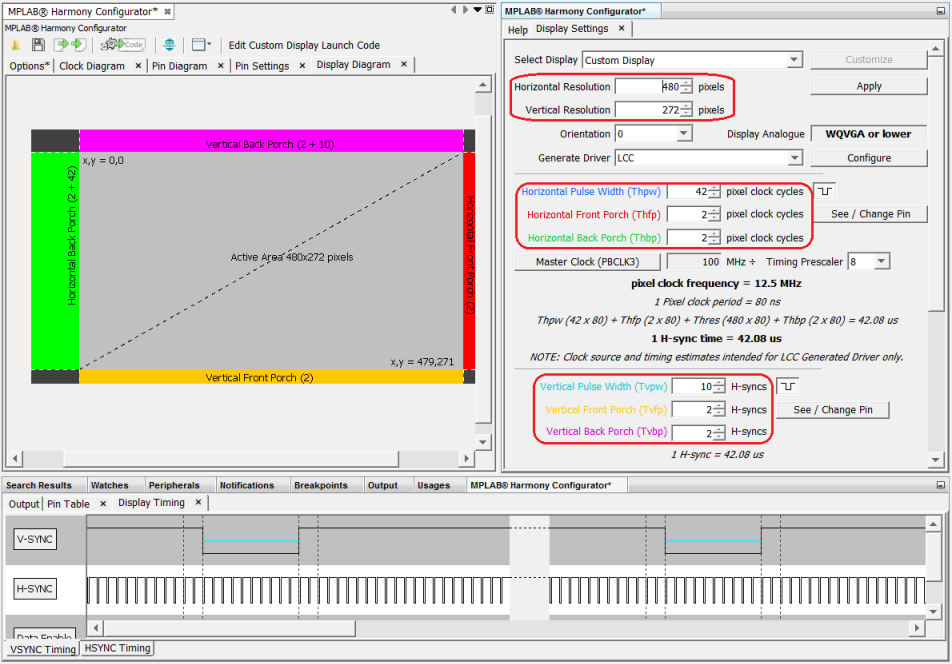 MPLAB® Harmony Configurator*
MPLAB® Harmony Configurator
Code
Edit Custom Display Launch Code
Options* Clock Diagram Pin Diagram Pin Settings Display Diagram
Vertical Back Porch (2 + 10)
x,y = 0,0
Horizontal Back Porch (2 + 42)
Active Area 480x272 pixels
Horizontal Front Porch (2)
x,y = 479,271
Vertical Front Porch (2)
MPLAB® Harmony Configurator*
Help Display Settings
Select Display Custom Display Customize
Horizontal Resolution 480 pixels Apply
Vertical Resolution 272 pixels
Orientation 0 Display Analogue WQVGA or lower
Generate Driver LCC Configure
Horizontal Pulse Width (Thpw) 42 pixel clock cycles
Horizontal Front Porch (Thfp) 2 pixel clock cycles See / Change Pin
Horizontal Back Porch (Thbp) 2 pixel clock cycles
Master Clock (PBCLK3) 100 MHz ÷ Timing Prescaler 8
pixel clock frequency = 12.5 MHz
1 Pixel clock period = 80 ns
Thpw (42 x 80) + Thfp (2 x 80) + Thres (480 x 80) + Thbp (2 x 80) = 42.08 us
1 H-sync time = 42.08 us
NOTE: Clock source and timing estimates intended for LCC Generated Driver only.
Vertical Pulse Width (Tvpw) 10 H-syncs
Vertical Front Porch (Tvfp) 2 H-syncs See / Change Pin
Vertical Back Porch (Tvbp) 2 H-syncs
1 H-sync = 42.08 us
Search Results Watches Peripherals Notifications Breakpoints Output Usages MPLAB® Harmony Configurator*
Output Pin Table Display Timing
V-SYNC
H-SYNC
Data Enable
VSYNC Timing HSYNC Timing